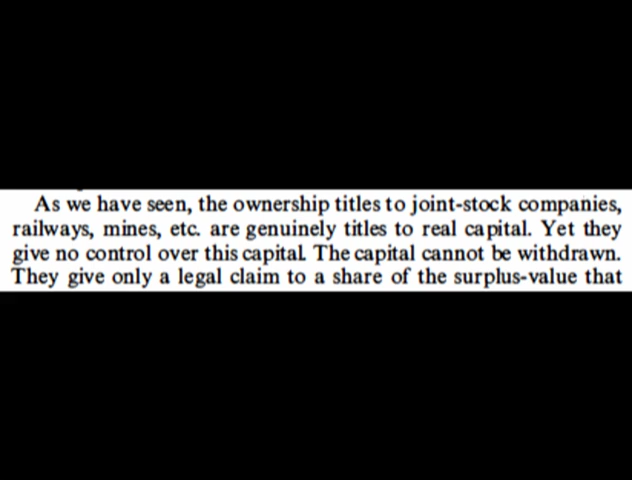 As we have seen, the ownership titles to joint-stock companies,
railways, mines, etc. are genuinely titles to real capital. Yet they
give no control over this capital. The capital cannot be withdrawn.
They give only a legal claim to a share of the surplus-value that